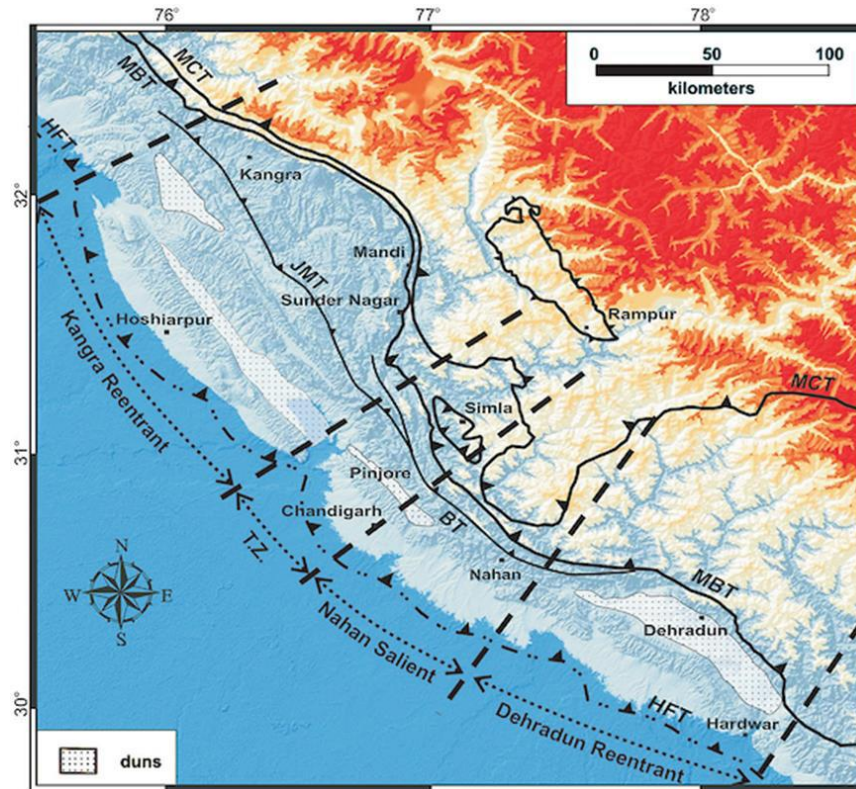 76°
77°
78°
0
50
100
kilometers
MCT
MBT
HFT
32°
Kangra
Mandi
JMT
Sunder Nagar
Hoshiarpur
Rampur
Kangra Reentrant
MCT
Simla
31°
Pinjore
Chandigarh
BT
T.Z.
N
W
E
S
Nahan
MBT
Nahan Salient
Dehradun
30°
HFT
Hardwar
Dehradun Reentrant
duns